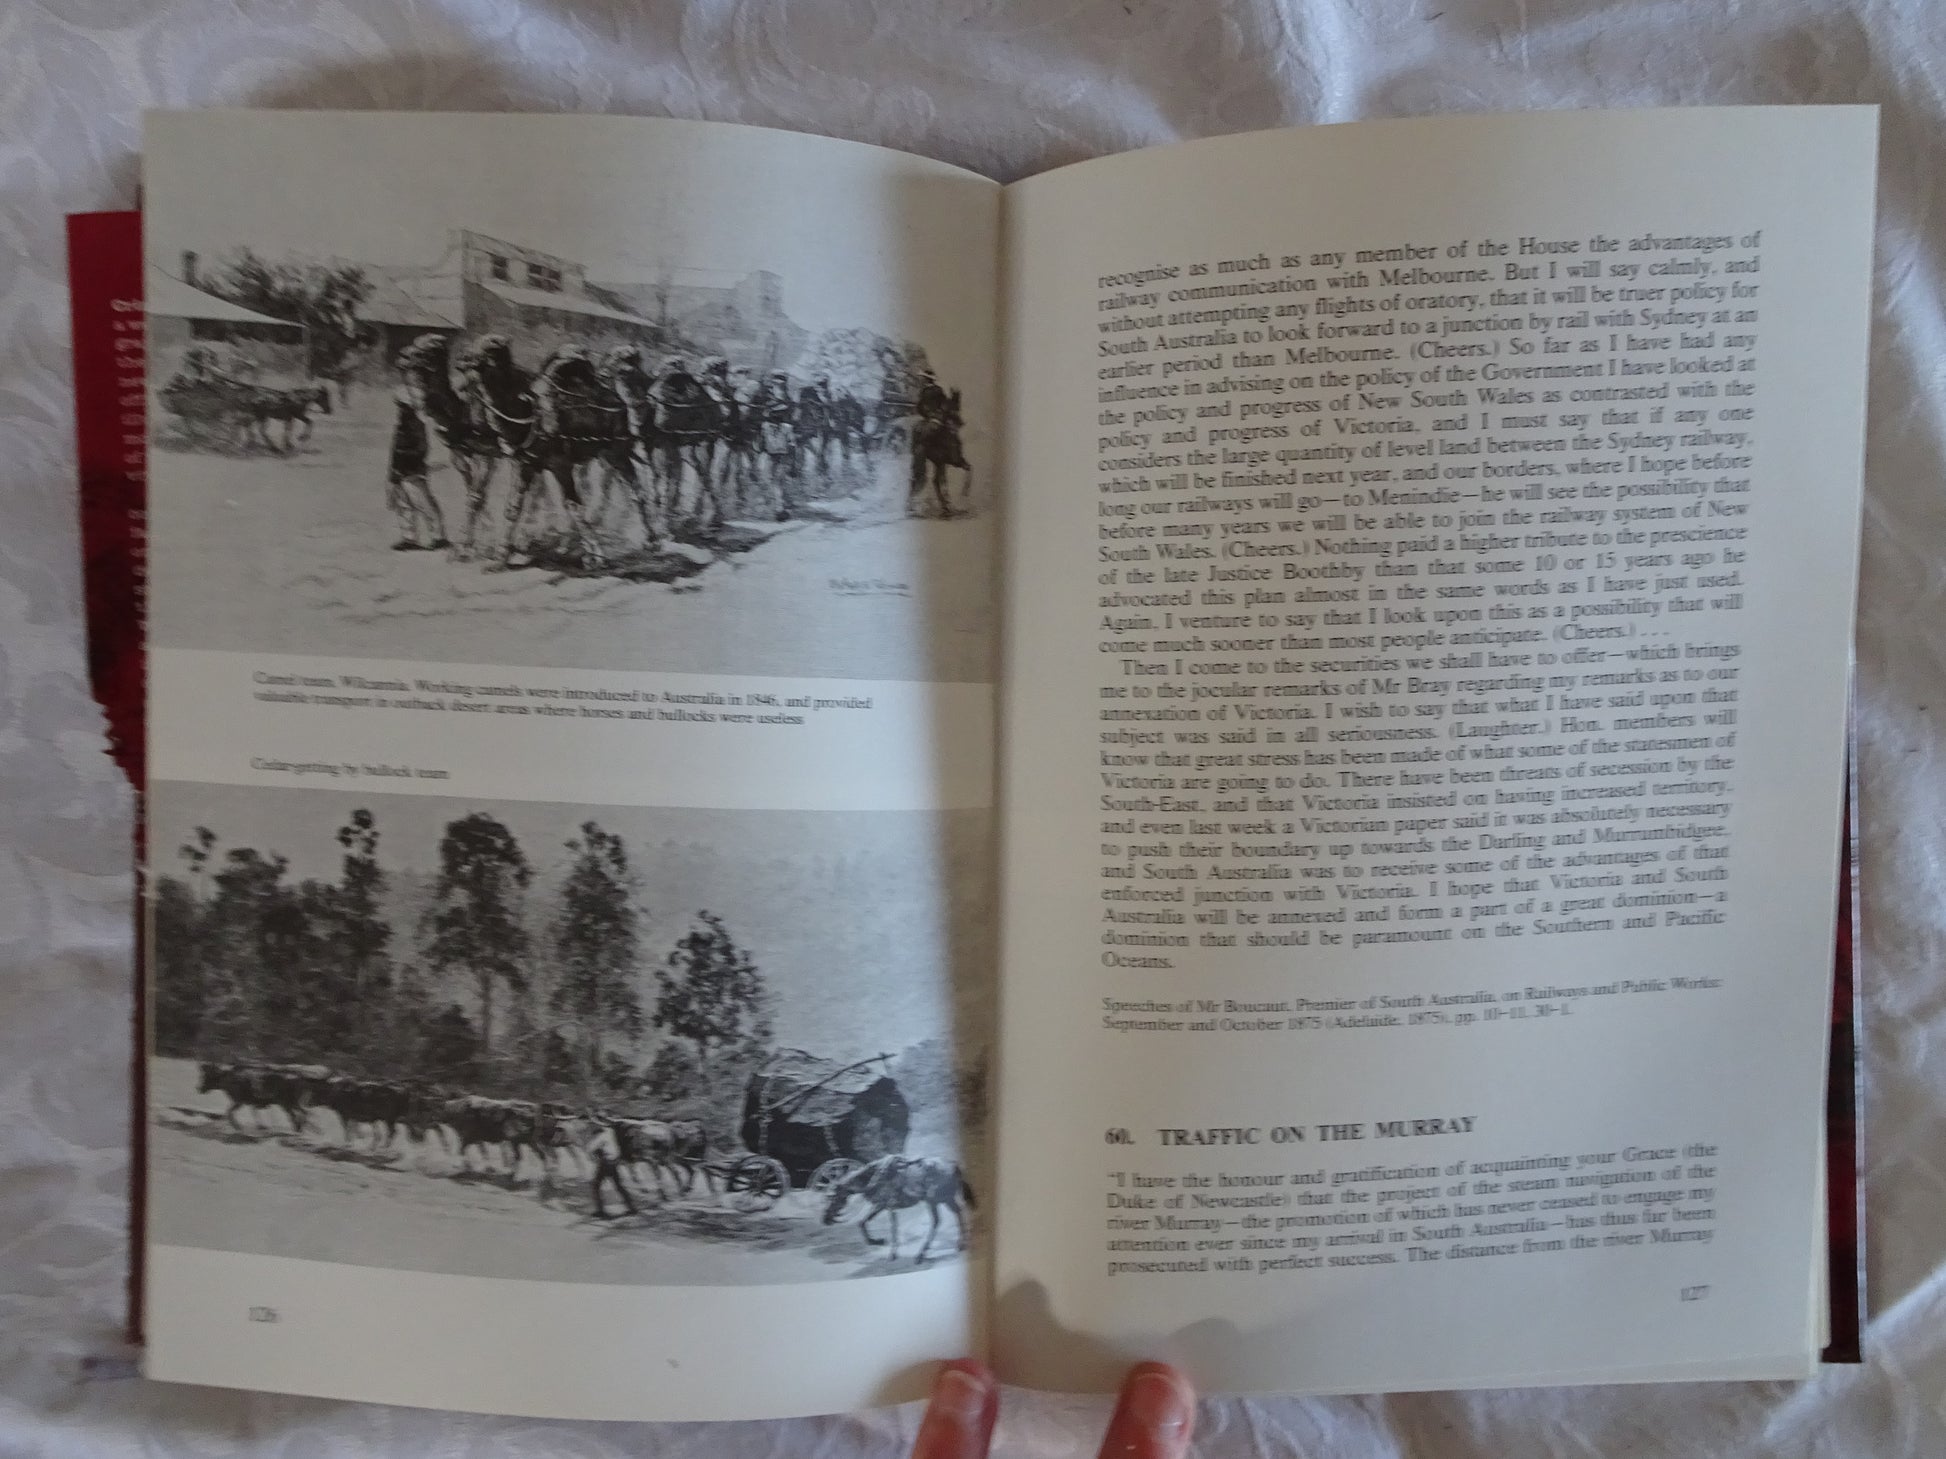 Camel team, Wilcannia. Working camels were introduced to Australia in 1846, and provided
valuable transport in outback desert areas where horses and bullocks were useless
Cedar-getting by bullock team
126
recognise as much as any member of the House the advantages of
railway communication with Melbourne. But I will say calmly, and
without attempting any flights of oratory, that it will be truer policy for
South Australia to look forward to a junction by rail with Sydney at an
earlier period than Melbourne. (Cheers.) So far as I have had any
influence in advising on the policy of the Government I have looked at
the policy and progress of New South Wales as contrasted with the
policy and progress of Victoria, and I must say that if any one
considers the large quantity of level land between the Sydney railway,
which will be finished next year, and our borders, where I hope before
long our railways will go—to Menindie—he will see the possibility that
before many years we will be able to join the railway system of New
South Wales. (Cheers.) Nothing paid a higher tribute to the prescience
of the late Justice Boothby than that some 10 or 15 years ago he
advocated this plan almost in the same words as I have just used.
Again, I venture to say that I look upon this as a possibility that will
come much sooner than most people anticipate. (Cheers.) . . .
Then I come to the securities we shall have to offer—which brings
me to the jocular remarks of Mr Bray regarding my remarks as to our
annexation of Victoria. I wish to say that what I have said upon that
subject was said in all seriousness. (Laughter.) Hon. members will
know that great stress has been made of what some of the statesmen of
Victoria are going to do. There have been threats of secession by the
South-East, and that Victoria insisted on having increased territory,
and even last week a Victorian paper said it was absolutely necessary
to push their boundary up towards the Darling and Murrumbidgee,
and South Australia was to receive some of the advantages of that
enforced junction with Victoria. I hope that Victoria and South
Australia will be annexed and form a part of a great dominion—a
dominion that should be paramount on the Southern and Pacific
Oceans.
Speeches of Mr Boucaut, Premier of South Australia, on Railways and Public Works:
September and October 1875 (Adelaide, 1875), pp. 10–11, 30–1.
60. TRAFFIC ON THE MURRAY
"I have the honour and gratification of acquainting your Grace (the
Duke of Newcastle) that the project of the steam navigation of the
river Murray—the promotion of which has never ceased to engage my
attention ever since my arrival in South Australia—has thus far been
prosecuted with perfect success. The distance from the river Murray
127